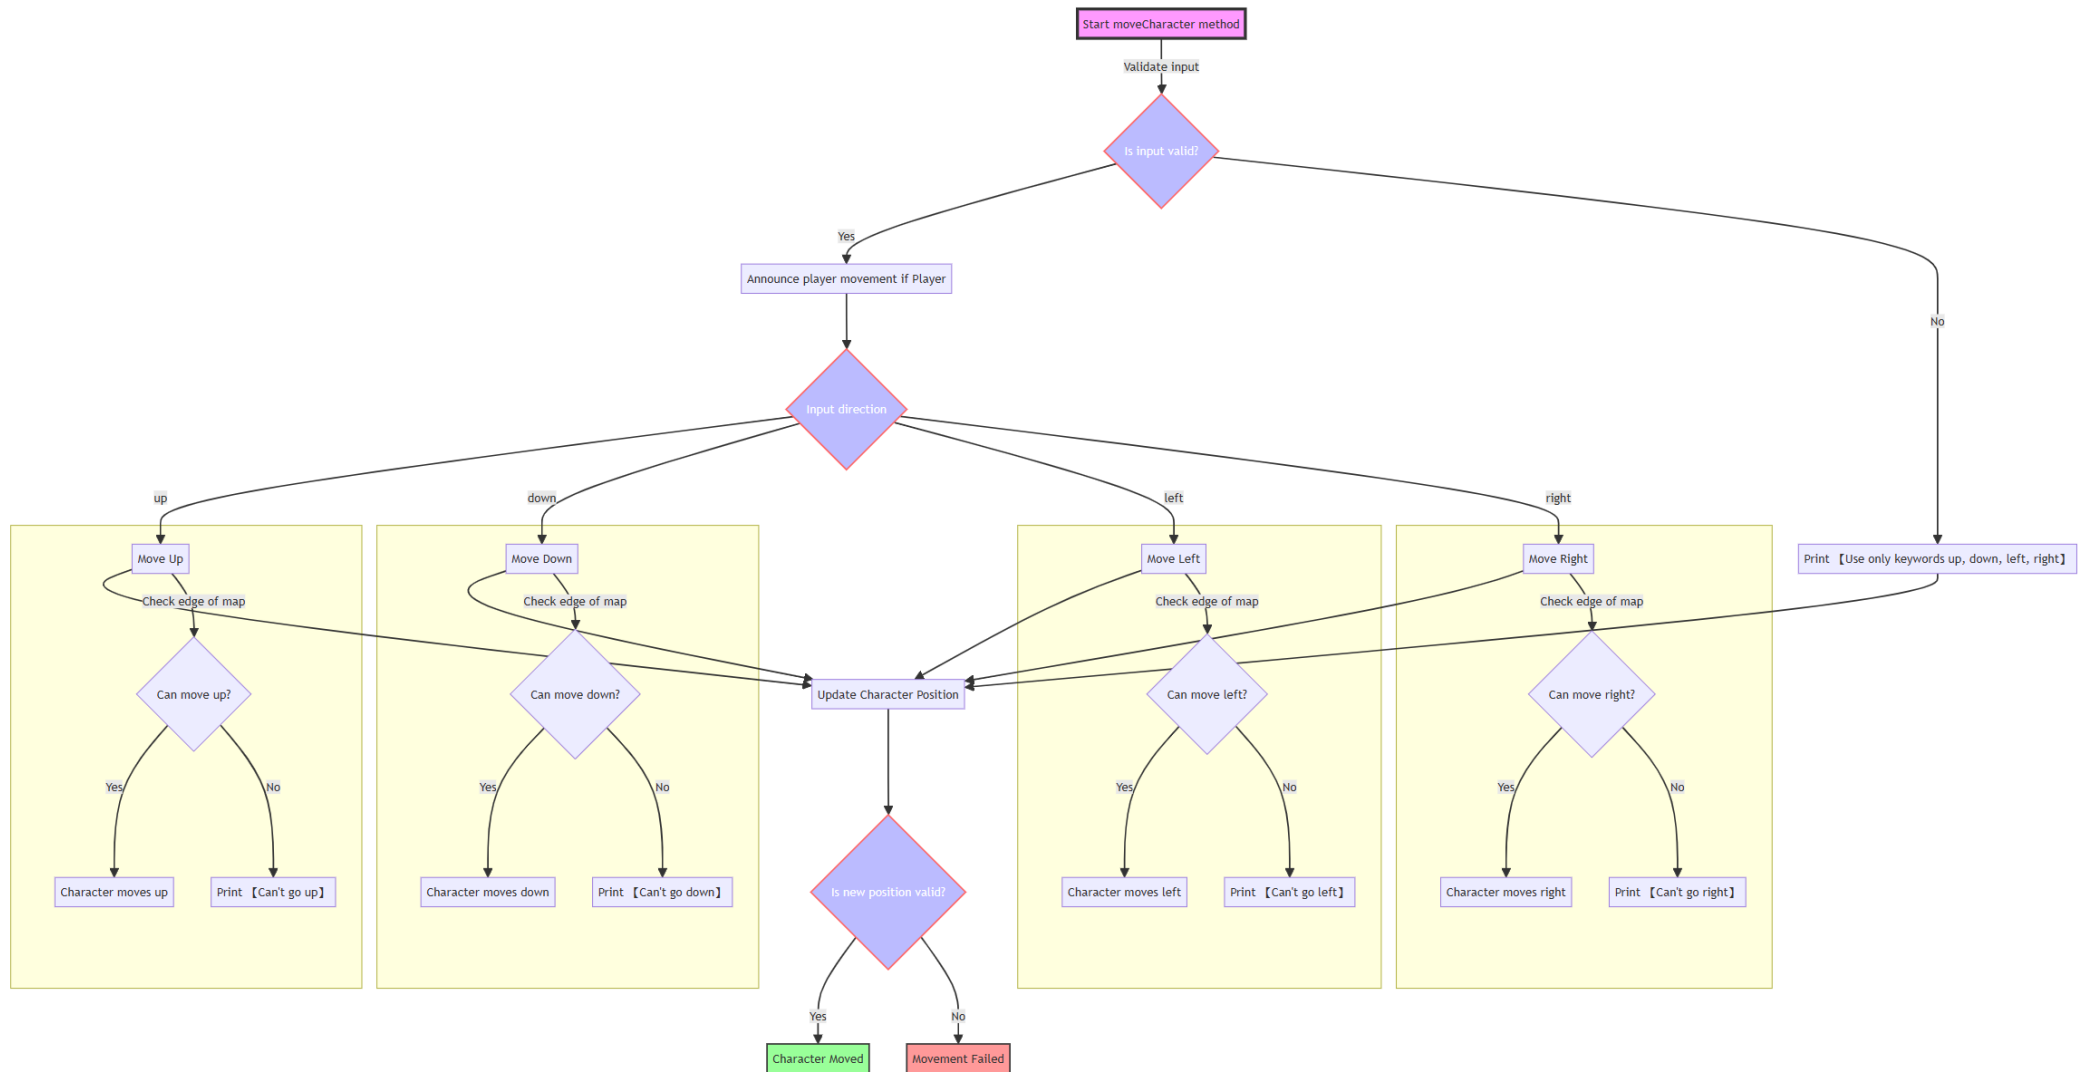 Start moveCharacter method
Validate input
Is input valid?
Yes
Announce player movement if Player
No
Input direction
up
down
left
right
Move Up
Move Down
Move Left
Move Right
Print 【Use only keywords up, down, left, right】
Check edge of map
Check edge of map
Check edge of map
Check edge of map
Can move up?
Can move down?
Update Character Position
Can move left?
Can move right?
Yes
No
Yes
No
Yes
No
Yes
No
Character moves up
Print 【Can't go up】
Character moves down
Print 【Can't go down】
Is new position valid?
Character moves left
Print 【Can't go left】
Character moves right
Print 【Can't go right】
Yes
No
Character Moved
Movement Failed